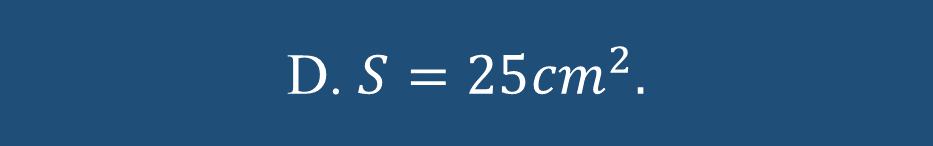 D. S = 25cm².